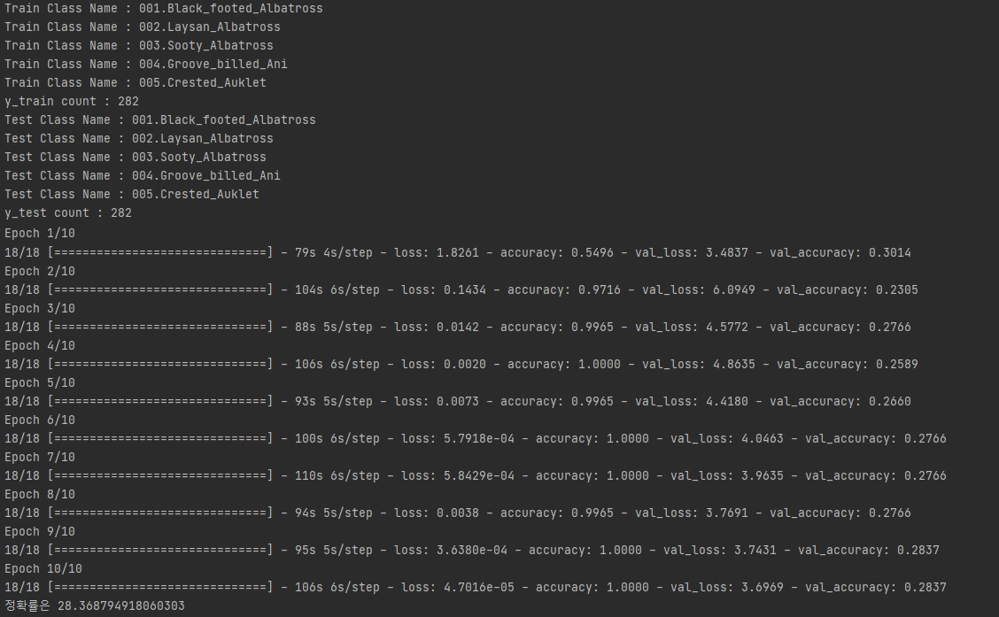 Train Class Name : 001.Black_footed_Albatross
Train Class Name : 002.Laysan_Albatross
Train Class Name : 003.Sooty_Albatross
Train Class Name : 004.Groove_billed_Ani
Train Class Name : 005.Crested_Auklet
y_train count : 282
Test Class Name : 001.Black_footed_Albatross
Test Class Name : 002.Laysan_Albatross
Test Class Name : 003.Sooty_Albatross
Test Class Name : 004.Groove_billed_Ani
Test Class Name : 005.Crested_Auklet
y_test count : 282
Epoch 1/10
18/18 [==============================] - 79s 4s/step - loss: 1.8261 - accuracy: 0.5496 - val_loss: 3.4837 - val_accuracy: 0.3014
Epoch 2/10
18/18 [==============================] - 104s 6s/step - loss: 0.1434 - accuracy: 0.9716 - val_loss: 6.0949 - val_accuracy: 0.2305
Epoch 3/10
18/18 [==============================] - 88s 5s/step - loss: 0.0142 - accuracy: 0.9965 - val_loss: 4.5772 - val_accuracy: 0.2766
Epoch 4/10
18/18 [==============================] - 106s 6s/step - loss: 0.0020 - accuracy: 1.0000 - val_loss: 4.8635 - val_accuracy: 0.2589
Epoch 5/10
18/18 [==============================] - 93s 5s/step - loss: 0.0073 - accuracy: 0.9965 - val_loss: 4.4180 - val_accuracy: 0.2660
Epoch 6/10
18/18 [==============================] - 100s 6s/step - loss: 5.7918e-04 - accuracy: 1.0000 - val_loss: 4.0463 - val_accuracy: 0.2766
Epoch 7/10
18/18 [==============================] - 110s 6s/step - loss: 5.8429e-04 - accuracy: 1.0000 - val_loss: 3.9635 - val_accuracy: 0.2766
Epoch 8/10
18/18 [==============================] - 94s 5s/step - loss: 0.0038 - accuracy: 0.9965 - val_loss: 3.7691 - val_accuracy: 0.2766
Epoch 9/10
18/18 [==============================] - 95s 5s/step - loss: 3.6380e-04 - accuracy: 1.0000 - val_loss: 3.7431 - val_accuracy: 0.2837
Epoch 10/10
18/18 [==============================] - 106s 6s/step - loss: 4.7016e-05 - accuracy: 1.0000 - val_loss: 3.6969 - val_accuracy: 0.2837
정확률은 28.368794918060303